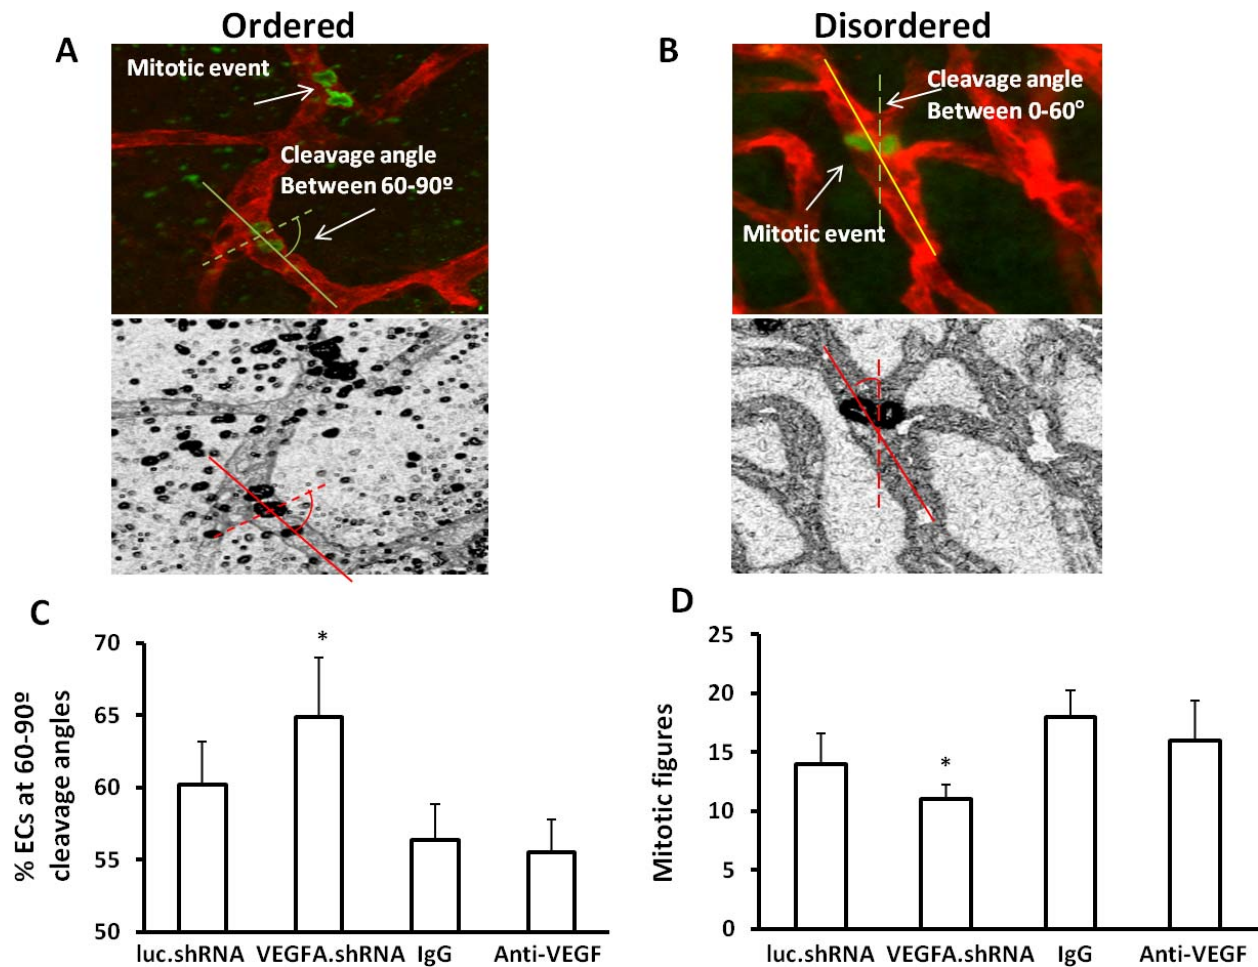 Ordered
A
Mitotic event
Cleavage angle
Between 60-90º
Disordered
B
Cleavage angle
Between 0-60°
Mitotic event
C
*
70
65
60
55
50
% ECs at 60-90º
cleavage angles
luc.shRNA VEGFA.shRNA IgG Anti-VEGF
D
*
25
20
15
10
5
0
Mitotic figures
luc.shRNA VEGFA.shRNA IgG Anti-VEGF